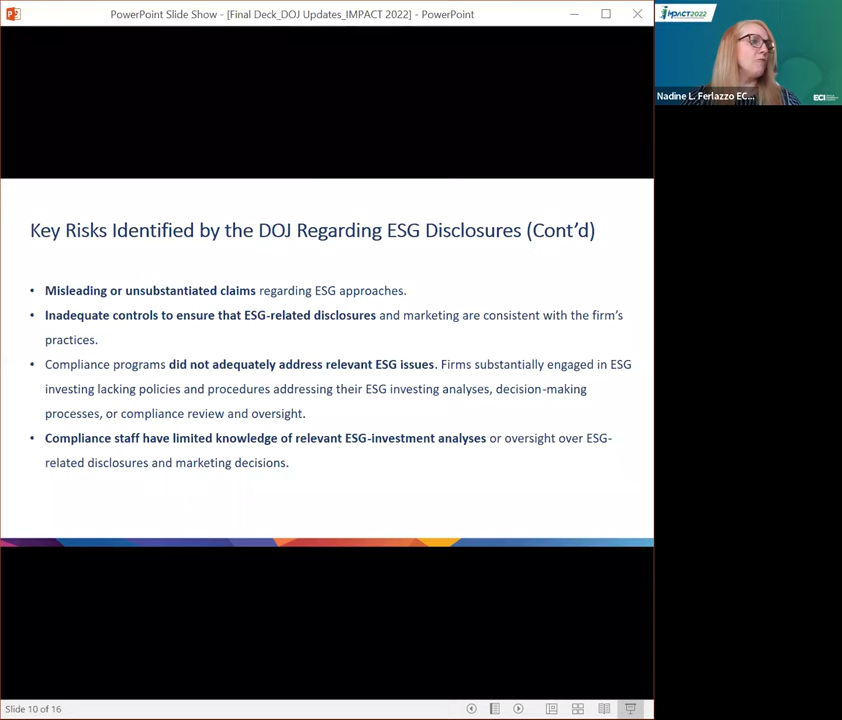 PowerPoint Slide Show - [Final Deck_DOJ Updates_IMPACT 2022] - PowerPoint
IMPACT2022
Nadine L. Ferlazzo EC...
ECI
Key Risks Identified by the DOJ Regarding ESG Disclosures (Cont’d)
• Misleading or unsubstantiated claims regarding ESG approaches.
• Inadequate controls to ensure that ESG-related disclosures and marketing are consistent with the firm’s
practices.
• Compliance programs did not adequately address relevant ESG issues. Firms substantially engaged in ESG
investing lacking policies and procedures addressing their ESG investing analyses, decision-making
processes, or compliance review and oversight.
• Compliance staff have limited knowledge of relevant ESG-investment analyses or oversight over ESG-
related disclosures and marketing decisions.
Slide 10 of 16